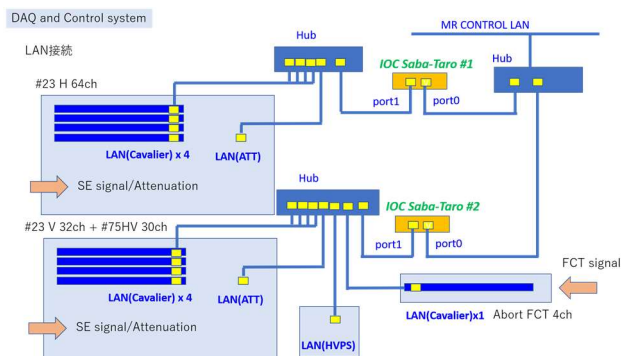 DAQ and Control system
LAN接続
Hub
MR CONTROL LAN
IOC Saba-Taro #1
Hub
#23 H 64ch
port1
port0
LAN(Cavalier) x 4
LAN(ATT)
SE signal/Attenuation
Hub
IOC Saba-Taro #2
#23 V 32ch + #75HV 30ch
port1
port0
FCT signal
LAN(Cavalier) x 4
LAN(ATT)
LAN(Cavalier)x1
Abort FCT 4ch
SE signal/Attenuation
LAN(HVPS)